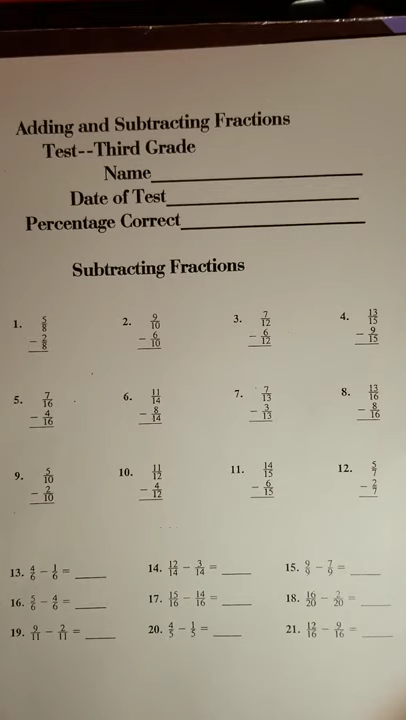 Adding and Subtracting Fractions
Test--Third Grade
Name
Date of Test
Percentage Correct
Subtracting Fractions
1. 5/8 - 2/8 2. 9/10 - 6/10 3. 7/12 - 6/12 4. 13/15 - 9/15
5. 7/16 - 4/16 6. 11/14 - 8/14 7. 7/13 - 3/13 8. 13/16 - 8/16
9. 5/10 - 2/10 10. 11/12 - 4/12 11. 14/15 - 6/15 12. 5/7 - 2/7
13. 4/6 - 1/6 = 14. 12/14 - 3/14 = 15. 9/9 - 7/9 =
16. 5/6 - 4/6 = 17. 15/16 - 14/16 = 18. 16/20 - 2/20 =
19. 9/11 - 2/11 = 20. 4/5 - 1/5 = 21. 12/16 - 9/16 =